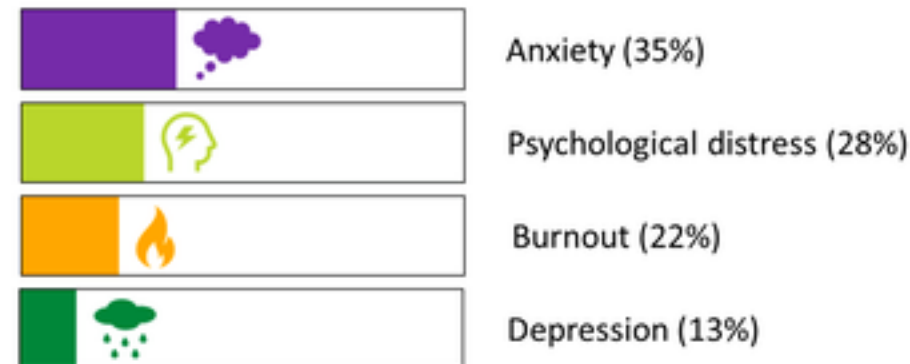 Anxiety (35%)
Psychological distress (28%)
Burnout (22%)
Depression (13%)